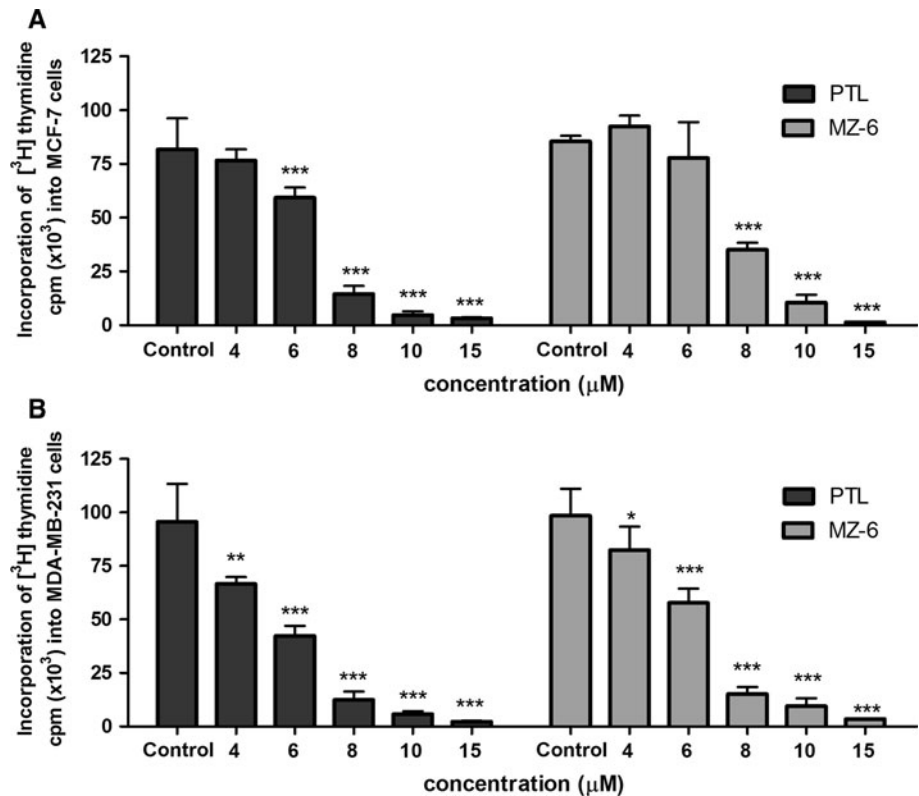 A
Incorporation of [³H] thymidine
cpm (x10³) into MCF-7 cells
125
100
75
50
25
0
PTL
MZ-6
***
***
***
***
***
***
***
Control 4 6 8 10 15 Control 4 6 8 10 15
concentration (μM)
B
Incorporation of [³H] thymidine
cpm (x10³) into MDA-MB-231 cells
125
100
75
50
25
0
PTL
MZ-6
**
***
***
***
***
*
***
***
***
***
Control 4 6 8 10 15 Control 4 6 8 10 15
concentration (μM)